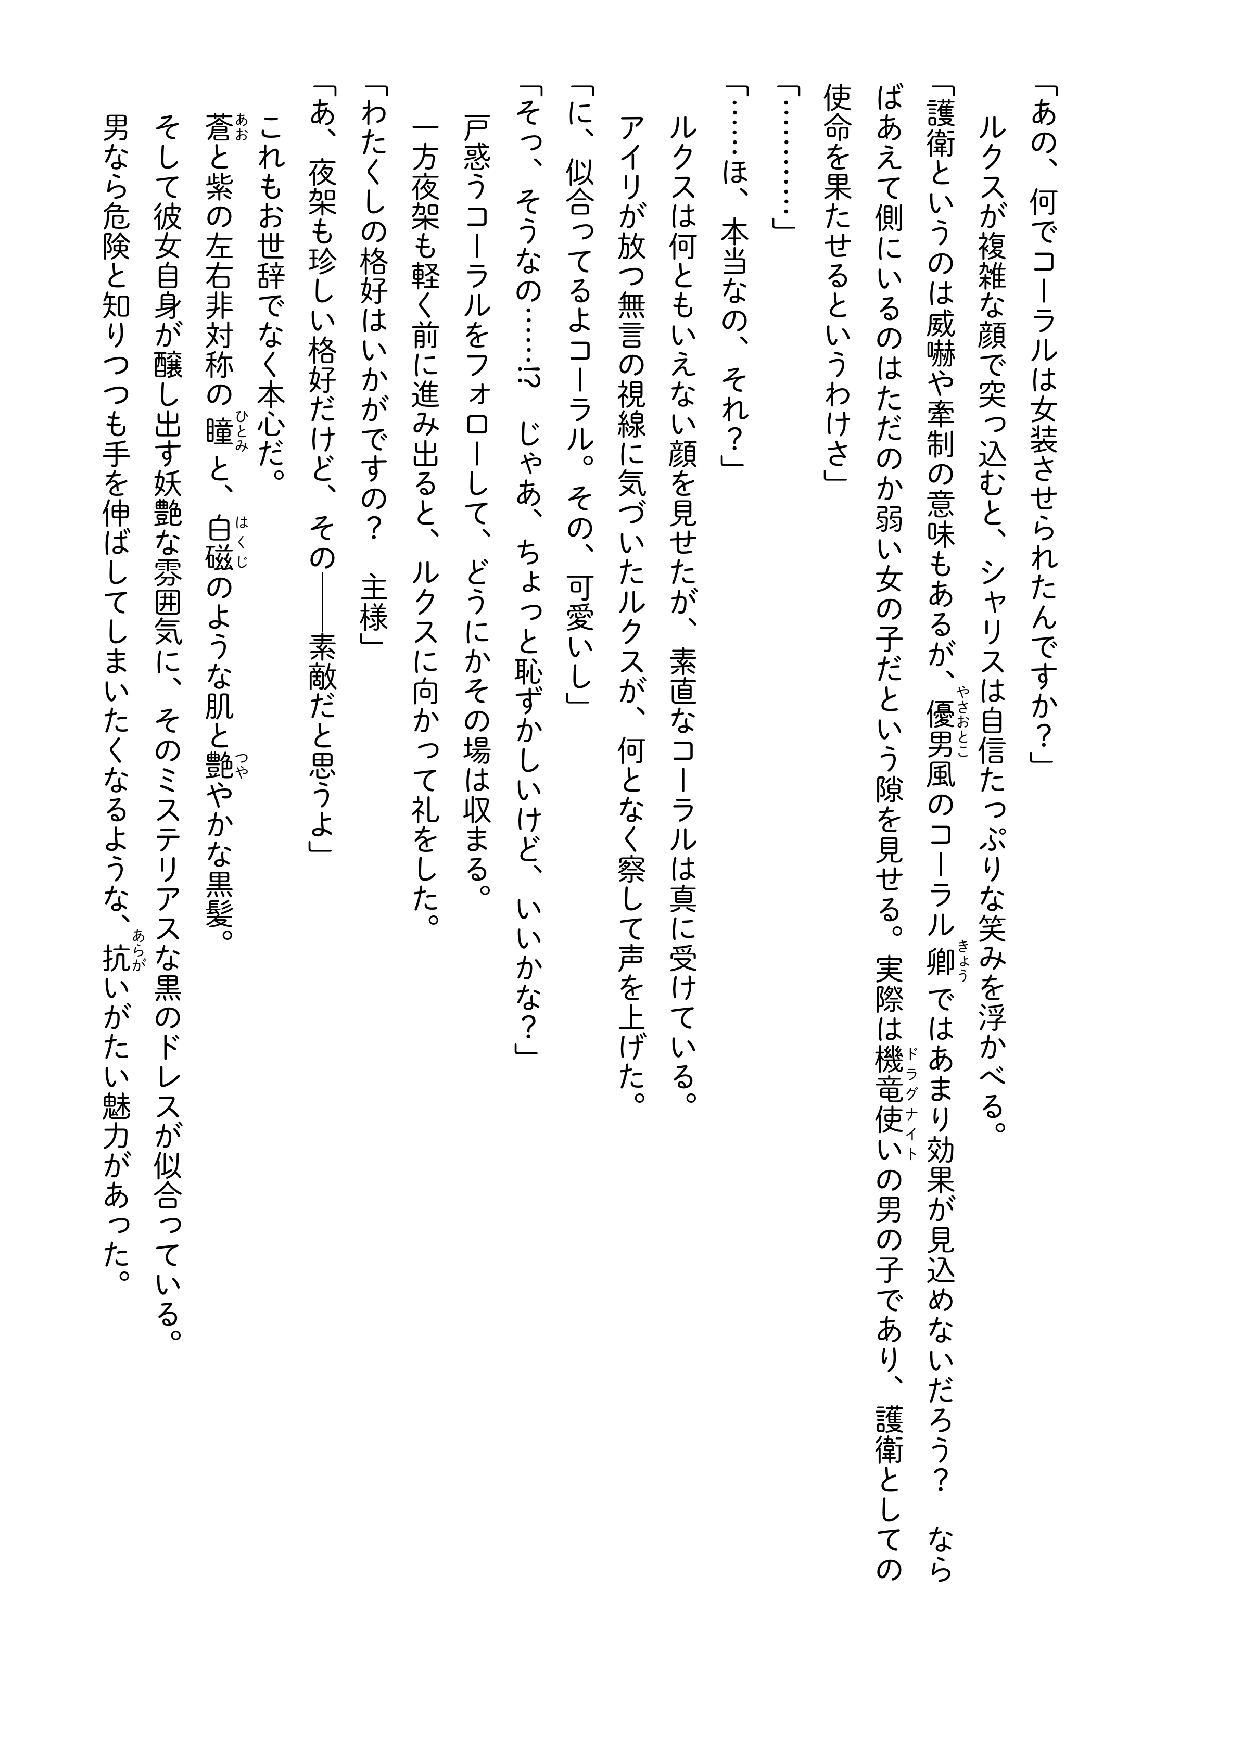 「あの、何でコーラルは女装させられたんですか？」
　ルクスが複雑な顔で突っ込むと、シャリスは自信たっぷりな笑みを浮かべる。
「護衛というのは威嚇や牽制の意味もあるが、優男風のコーラル卿ではあまり効果が見込めないだろう？　なら
ばあえて側にいるのはただのか弱い女の子だという隙を見せる。実際は機竜使いの男の子であり、護衛としての
使命を果たせるというわけさ」
「…………」
「……ほ、本当なの、それ？」
　ルクスは何ともいえない顔を見せたが、素直なコーラルは真に受けている。
　アイリが放つ無言の視線に気づいたルクスが、何となく察して声を上げた。
「に、似合ってるよコーラル。その、可愛いし」
「そっ、そうなの……!?　じゃあ、ちょっと恥ずかしいけど、いいかな？」
　戸惑うコーラルをフォローして、どうにかその場は収まる。
　一方夜架も軽く前に進み出ると、ルクスに向かって礼をした。
「わたくしの格好はいかがですの？　主様」
「あ、夜架も珍しい格好だけど、その――素敵だと思うよ」
　これもお世辞でなく本心だ。
　蒼と紫の左右非対称の瞳と、白磁のような肌と艶やかな黒髪。
　そして彼女自身が醸し出す妖艶な雰囲気に、そのミステリアスな黒のドレスが似合っている。
　男なら危険と知りつつも手を伸ばしてしまいたくなるような、抗いがたい魅力があった。
やさおとこ
きょう
ドラグナイト
あお
ひとみ
はくじ
つや
あらが